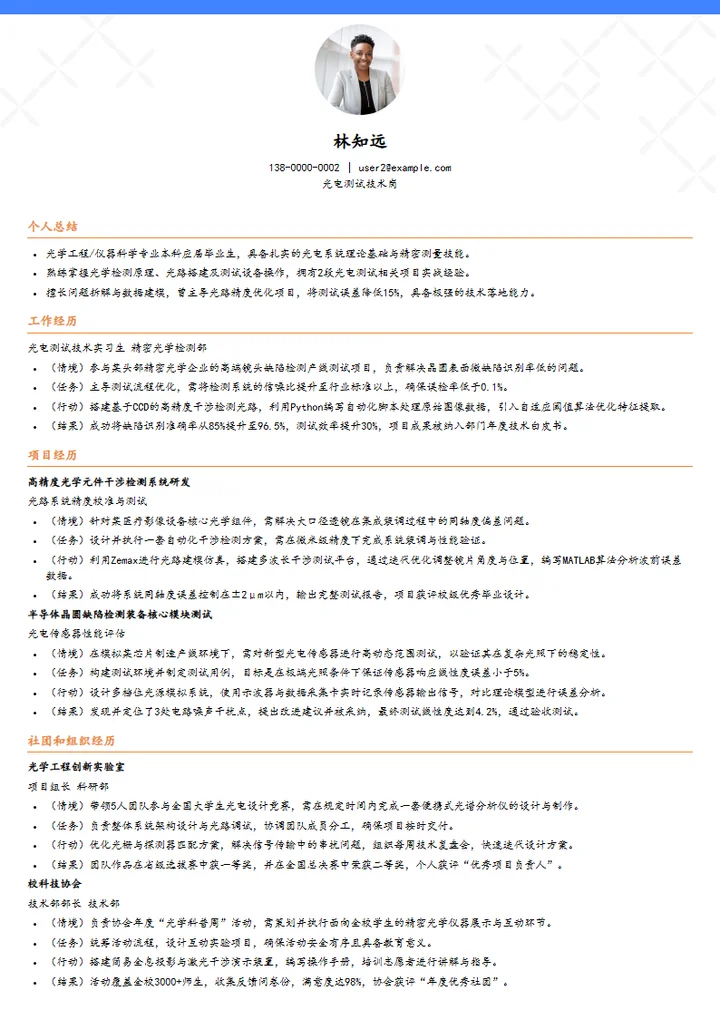 林知远
138-0000-0002 | user2@example.com
光电测试技术岗
个人总结
• 光学工程/仪器科学专业本科应届毕业生，具备扎实的光电系统理论基础与精密测量技能。
• 熟练掌握光学检测原理、光路搭建及测试设备操作，拥有2段光电测试相关项目实战经验。
• 擅长问题拆解与数据建模，曾主导光路精度优化项目，将测试误差降低15%，具备极强的技术落地能力。
工作经历
光电测试技术实习生 精密光学检测部
• （情境）参与某头部精密光学企业的高端镜头缺陷检测产线测试项目，负责解决晶圆表面微缺陷识别率低的问题。
• （任务）主导测试流程优化，需将检测系统的信噪比提升至行业标准以上，确保误检率低于0.1%。
• （行动）搭建基于CCD的高精度干涉检测光路，利用Python编写自动化脚本处理原始图像数据，引入自适应阈值算法优化特征提取。
• （结果）成功将缺陷识别准确率从85%提升至96.5%，测试效率提升30%，项目成果被纳入部门年度技术白皮书。
项目经历
高精度光学元件干涉检测系统研发
光路系统精度校准与测试
• （情境）针对某医疗影像设备核心光学组件，需解决大口径透镜在集成装调过程中的同轴度偏差问题。
• （任务）设计并执行一套自动化干涉检测方案，需在微米级精度下完成系统装调与性能验证。
• （行动）利用Zemax进行光路建模仿真，搭建多波长干涉测试平台，通过迭代优化调整镜片角度与位置，编写MATLAB算法分析波前误差
数据。
• （结果）成功将系统同轴度误差控制在±2μm以内，输出完整测试报告，项目获评校级优秀毕业设计。
半导体晶圆缺陷检测装备核心模块测试
光电传感器性能评估
• （情境）在模拟某芯片制造产线环境下，需对新型光电传感器进行高动态范围测试，以验证其在复杂光照下的稳定性。
• （任务）构建测试环境并制定测试用例，目标是在极端光照条件下保证传感器响应线性度误差小于5%。
• （行动）设计多档位光源模拟系统，使用示波器与数据采集卡实时记录传感器输出信号，对比理论模型进行误差分析。
• （结果）发现并定位了3处电路噪声干扰点，提出改进建议并被采纳，最终测试线性度达到4.2%，通过验收测试。
社团和组织经历
光学工程创新实验室
项目组长 科研部
• （情境）带领5人团队参与全国大学生光电设计竞赛，需在规定时间内完成一套便携式光谱分析仪的设计与制作。
• （任务）负责整体系统架构设计与光路调试，协调团队成员分工，确保项目按时交付。
• （行动）优化光栅与探测器匹配方案，解决信号传输中的串扰问题，组织每周技术复盘会，快速迭代设计方案。
• （结果）团队作品在省级选拔赛中获一等奖，并在全国总决赛中荣获二等奖，个人获评“优秀项目负责人”。
校科技协会
技术部部长 技术部
• （情境）负责协会年度“光学科普周”活动，需策划并执行面向全校学生的精密光学仪器展示与互动环节。
• （任务）统筹活动流程，设计互动实验项目，确保活动安全有序且具备教育意义。
• （行动）搭建简易全息投影与激光干涉演示装置，编写操作手册，培训志愿者进行讲解与指导。
• （结果）活动覆盖全校3000+师生，收集反馈问卷份，满意度达98%，协会获评“年度优秀社团”。